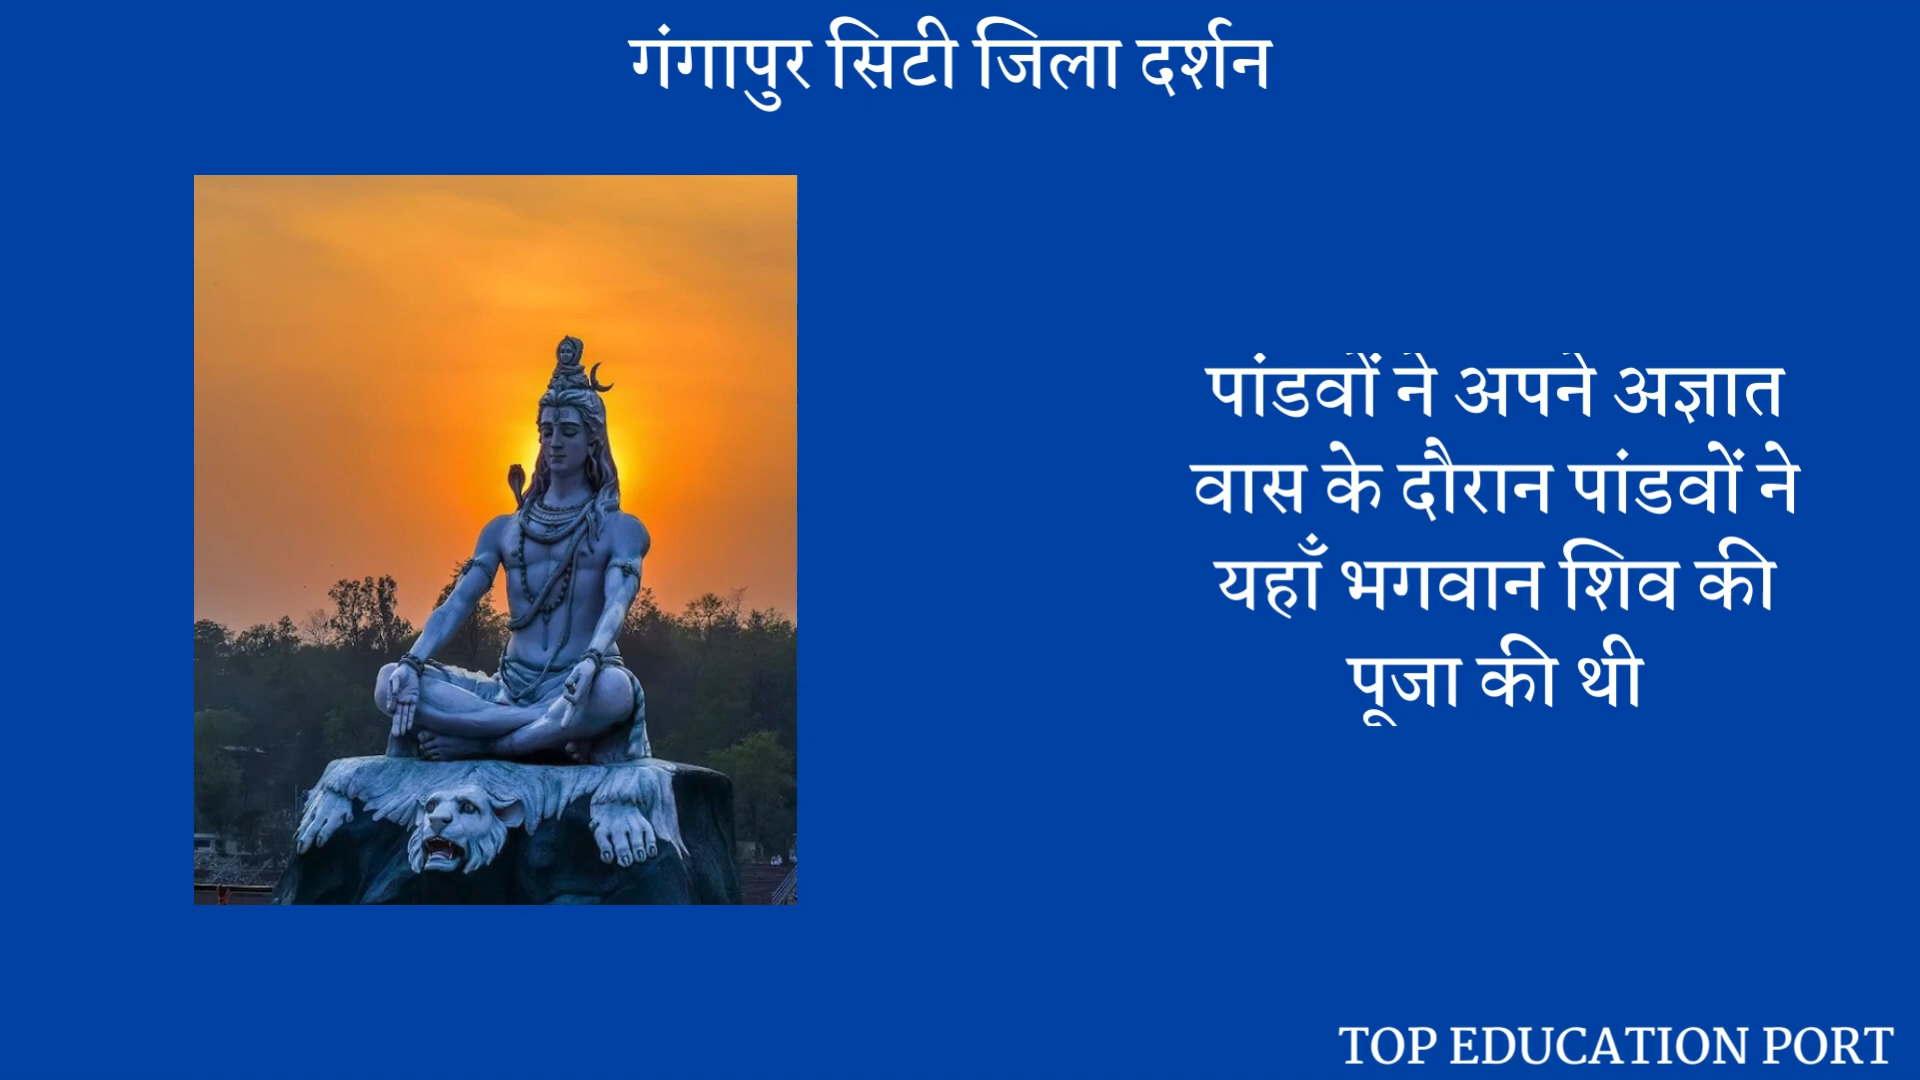 गंगापुर सिटी जिला दर्शन
पांडवों ने अपने अज्ञात
वास के दौरान पांडवों ने
यहाँ भगवान शिव की
पूजा की थी
TOP EDUCATION PORT